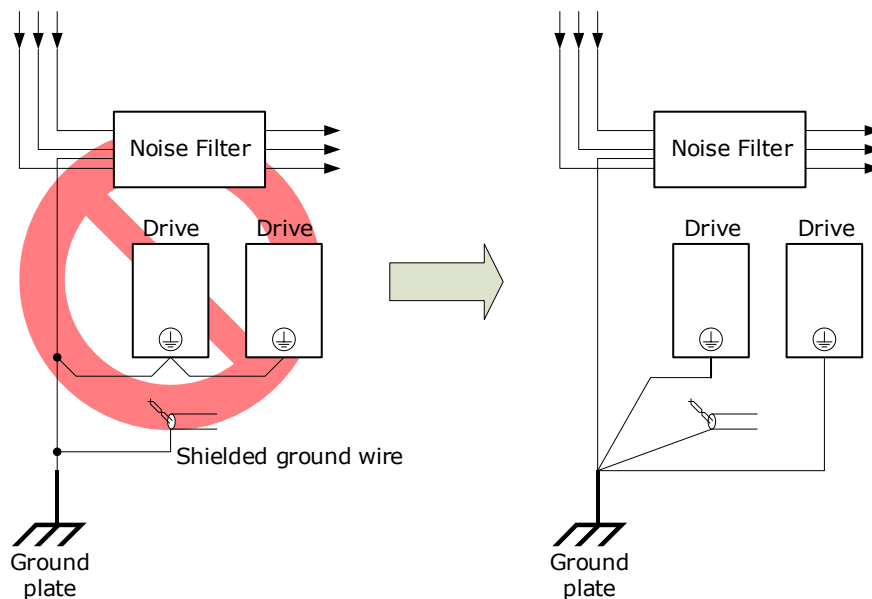 Noise Filter
Drive
Drive
Shielded ground wire
Ground
plate
Noise Filter
Drive
Drive
Ground
plate